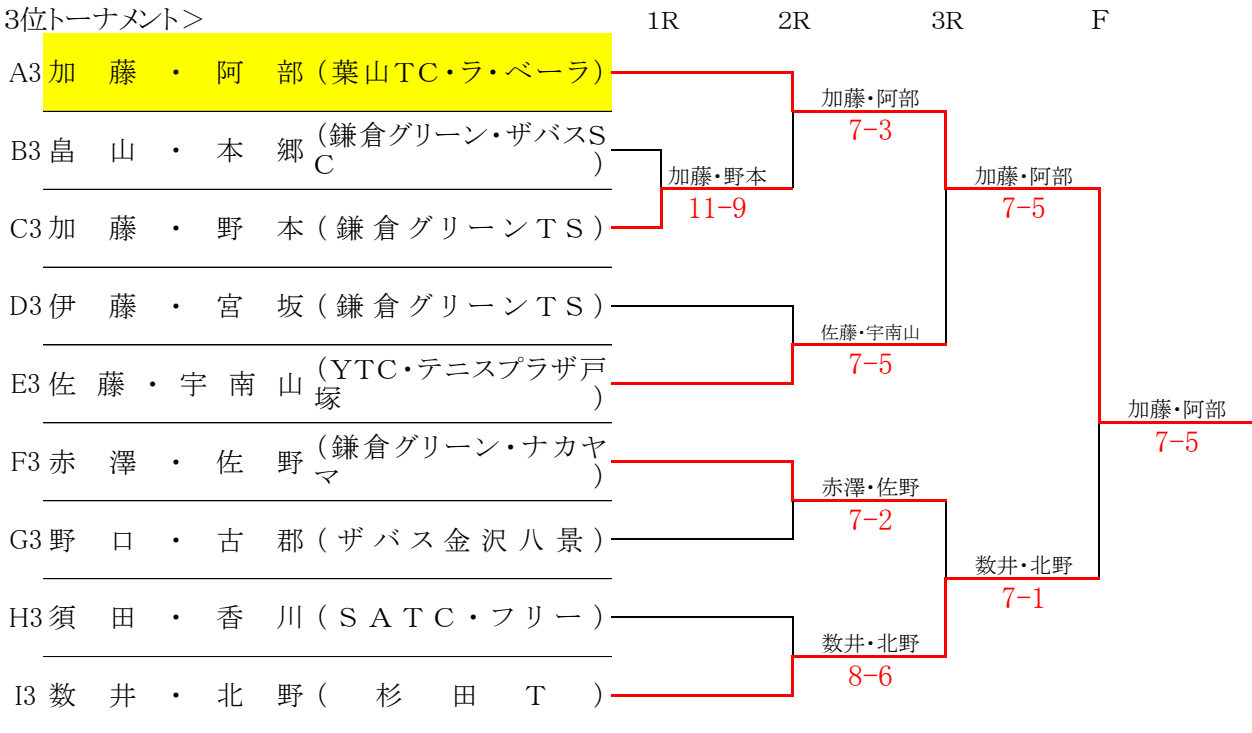 3位トーナメント＞ 1R 2R 3R F
A3 加藤・阿部（葉山TC・ラ・ベーラ）
加藤・阿部
7-3
B3 畠山・本郷（鎌倉グリーン・ザバスS
C）
加藤・野本
11-9
加藤・阿部
7-5
C3 加藤・野本（鎌倉グリーンTS）
D3 伊藤・宮坂（鎌倉グリーンTS）
佐藤・宇南山
7-5
E3 佐藤・宇南山（YTC・テニスプラザ戸
塚）
加藤・阿部
7-5
F3 赤澤・佐野（鎌倉グリーン・ナカヤ
マ）
赤澤・佐野
7-2
G3 野口・古郡（ザバス金沢八景）
数井・北野
7-1
H3 須田・香川（SATC・フリー）
数井・北野
8-6
I3 数井・北野（杉田T）